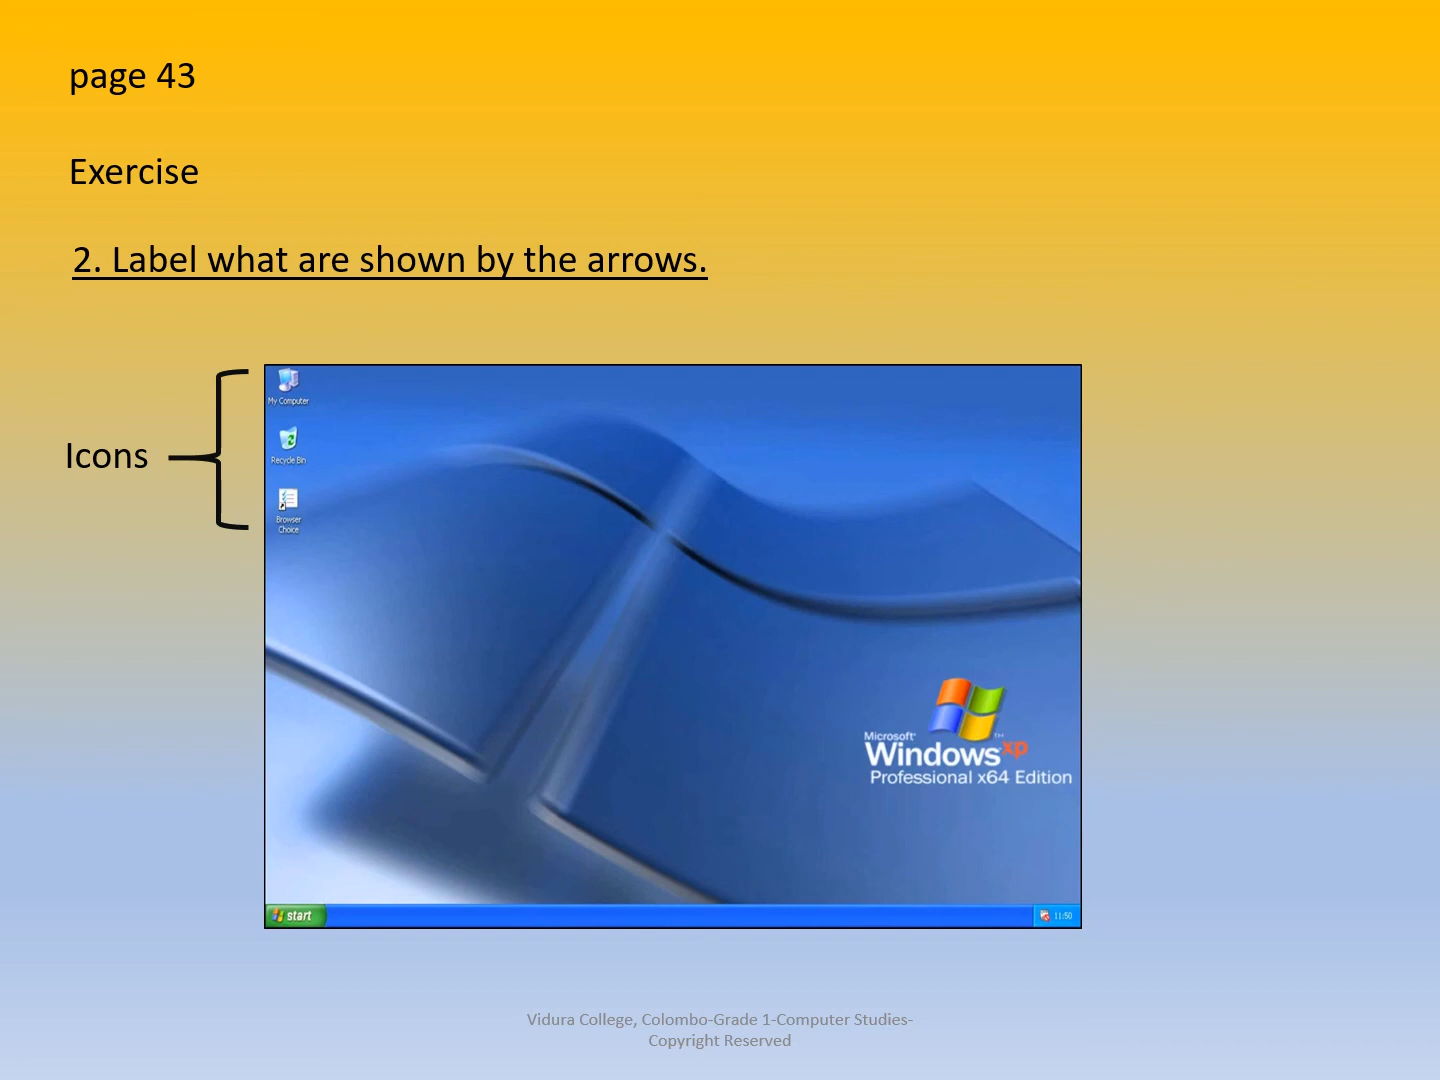 page 43
Exercise
2. Label what are shown by the arrows.
Icons
My Computer
Recycle Bin
Browser
Choice
Microsoft
Windows xp
Professional x64 Edition
start
11:50
Vidura College, Colombo-Grade 1-Computer Studies-
Copyright Reserved